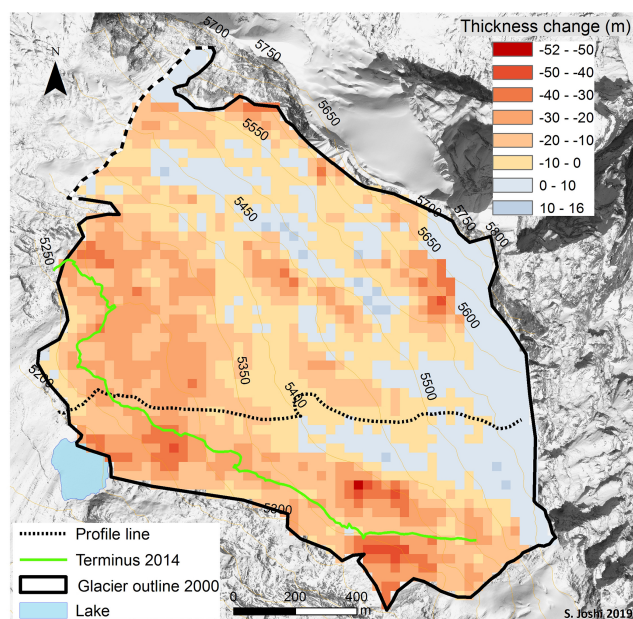 Thickness change (m)
-52 - -50
-50 - -40
-40 - -30
-30 - -20
-20 - -10
-10 - 0
0 - 10
10 - 16
N
5700
5750
5650
5550
5450
5700
5750
5800
5650
5250
5600
5350
5500
5200
5400
5200
Profile line
Terminus 2014
Glacier outline 2000
Lake
0 200 400
m
S. Joshi 2019